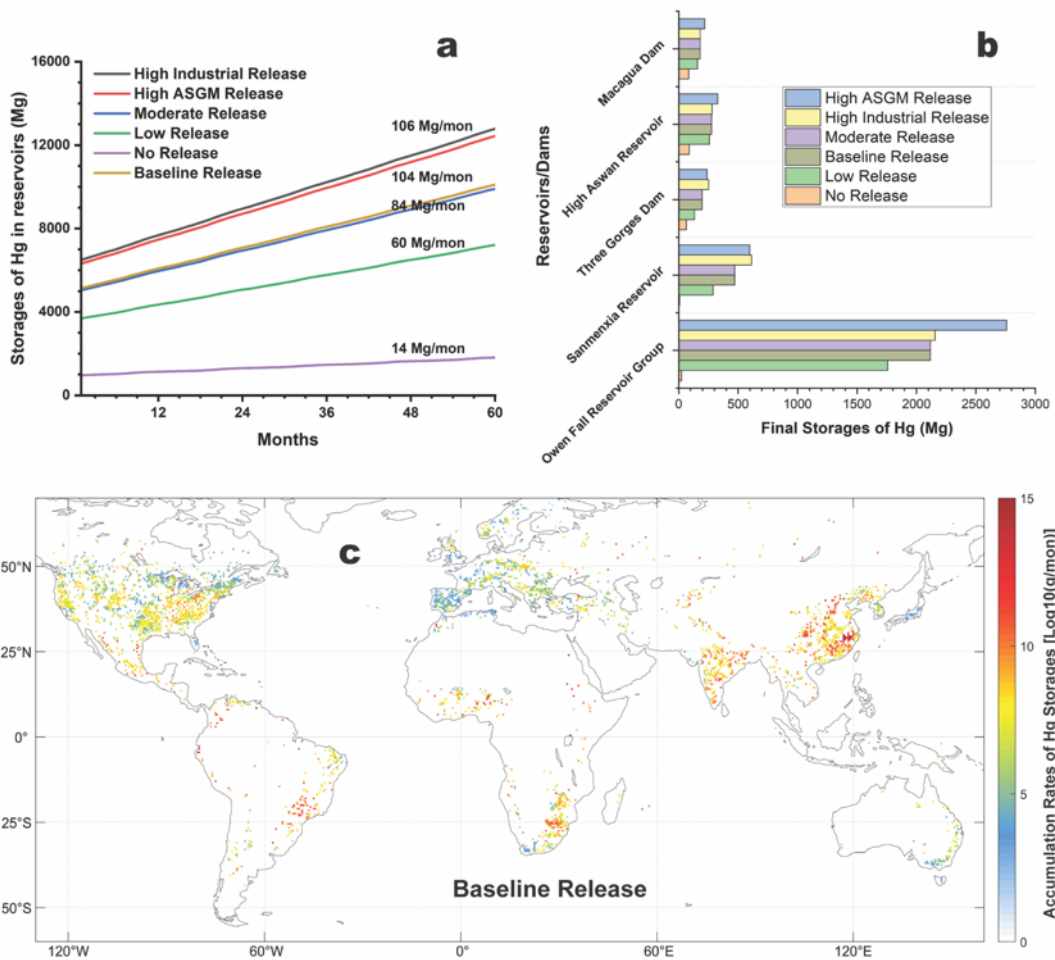 a
Storages of Hg in reservoirs (Mg)
16000
12000
8000
4000
0
High Industrial Release
High ASGM Release
Moderate Release
Low Release
No Release
Baseline Release
106 Mg/mon
104 Mg/mon
84 Mg/mon
60 Mg/mon
14 Mg/mon
12
24
36
48
60
Months
b
Reservoirs/Dams
Macagua Dam
High Aswan Reservoir
Three Gorges Dam
Sanmenxia Reservoir
Owen Fall Reservoir Group
High ASGM Release
High Industrial Release
Moderate Release
Baseline Release
Low Release
No Release
0
500
1000
1500
2000
2500
3000
Final Storages of Hg (Mg)
c
50°N
25°N
0°
25°S
50°S
120°W
60°W
0°
60°E
120°E
Baseline Release
15
10
5
0
Accumulation Rates of Hg Storages [Log10(g/mon)]